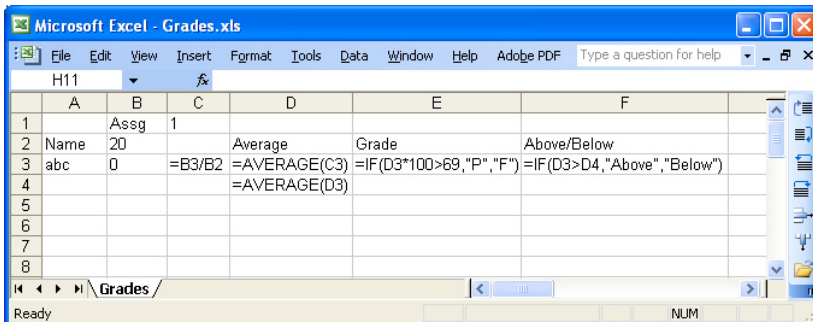 Microsoft Excel - Grades.xls
File Edit View Insert Format Tools Data Window Help Adobe PDF Type a question for help
H11 fx
A B C D E F
1 Assg 1
2 Name 20 Average Grade Above/Below
3 abc 0 =B3/B2 =AVERAGE(C3) =IF(D3*100>69,"P","F") =IF(D3>D4,"Above","Below")
4 =AVERAGE(D3)
5
6
7
8
Grades
Ready NUM